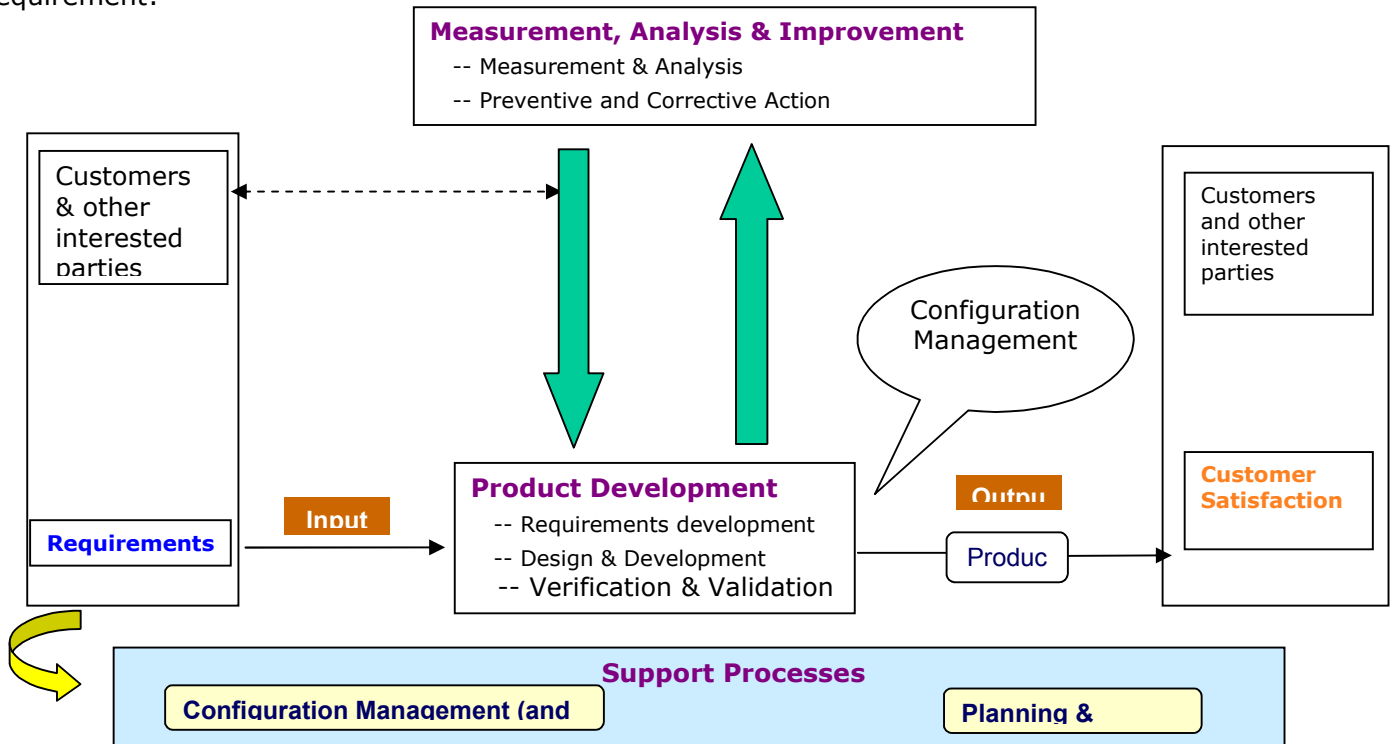 equirement.
Measurement, Analysis & Improvement
-- Measurement & Analysis
-- Preventive and Corrective Action
Customers
& other
interested
parties
Customers
and other
interested
parties
Configuration
Management
Product Development
-- Requirements development
-- Design & Development
-- Verification & Validation
Input
Requirements
Outpu
Produc
Customer
Satisfaction
Support Processes
Configuration Management (and
Planning &